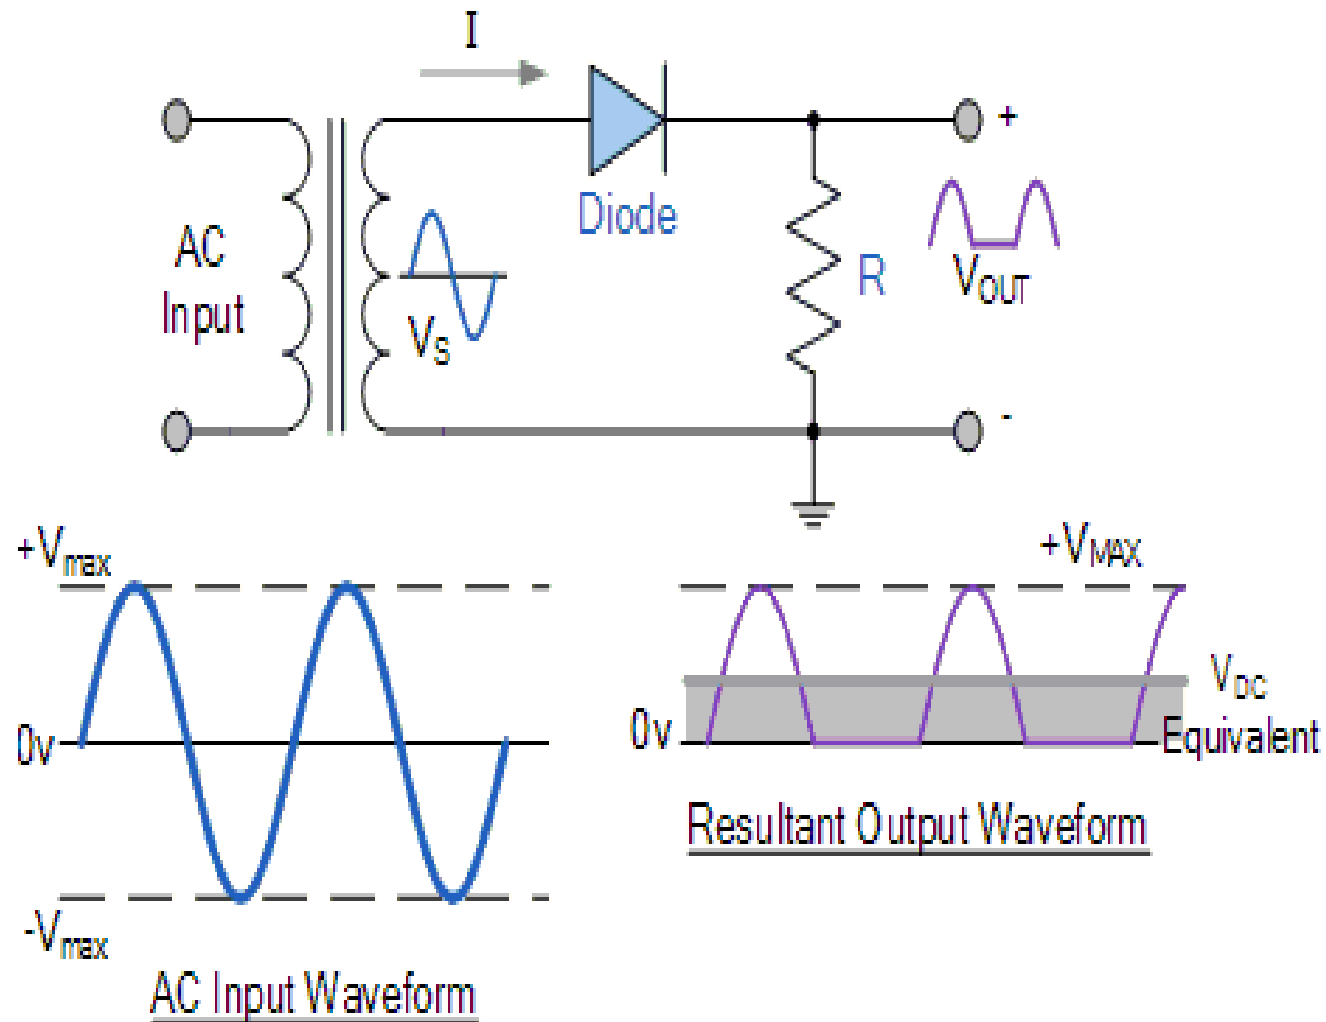 I
+
Diode
AC
Input
VS
R
VOUT
-
+Vmax
0v
-Vmax
AC Input Waveform
+VMAX
VDC
0v
Equivalent
Resultant Output Waveform